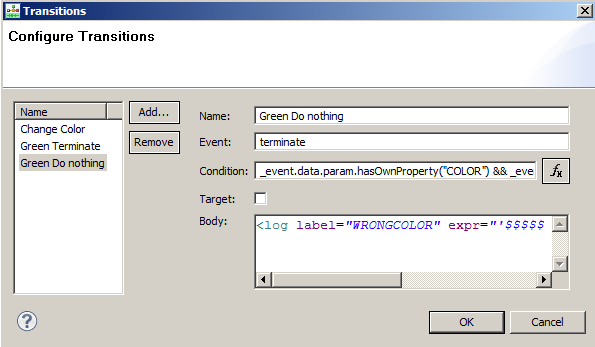 Transitions
Configure Transitions
Name
Change Color
Green Terminate
Green Do nothing
Add...
Remove
Name: Green Do nothing
Event: terminate
Condition: _event.data.param.hasOwnProperty("COLOR") && _eve
fx
Target:
Body: <log label="WRONGCOLOR" expr="'$$$$$
?
OK Cancel